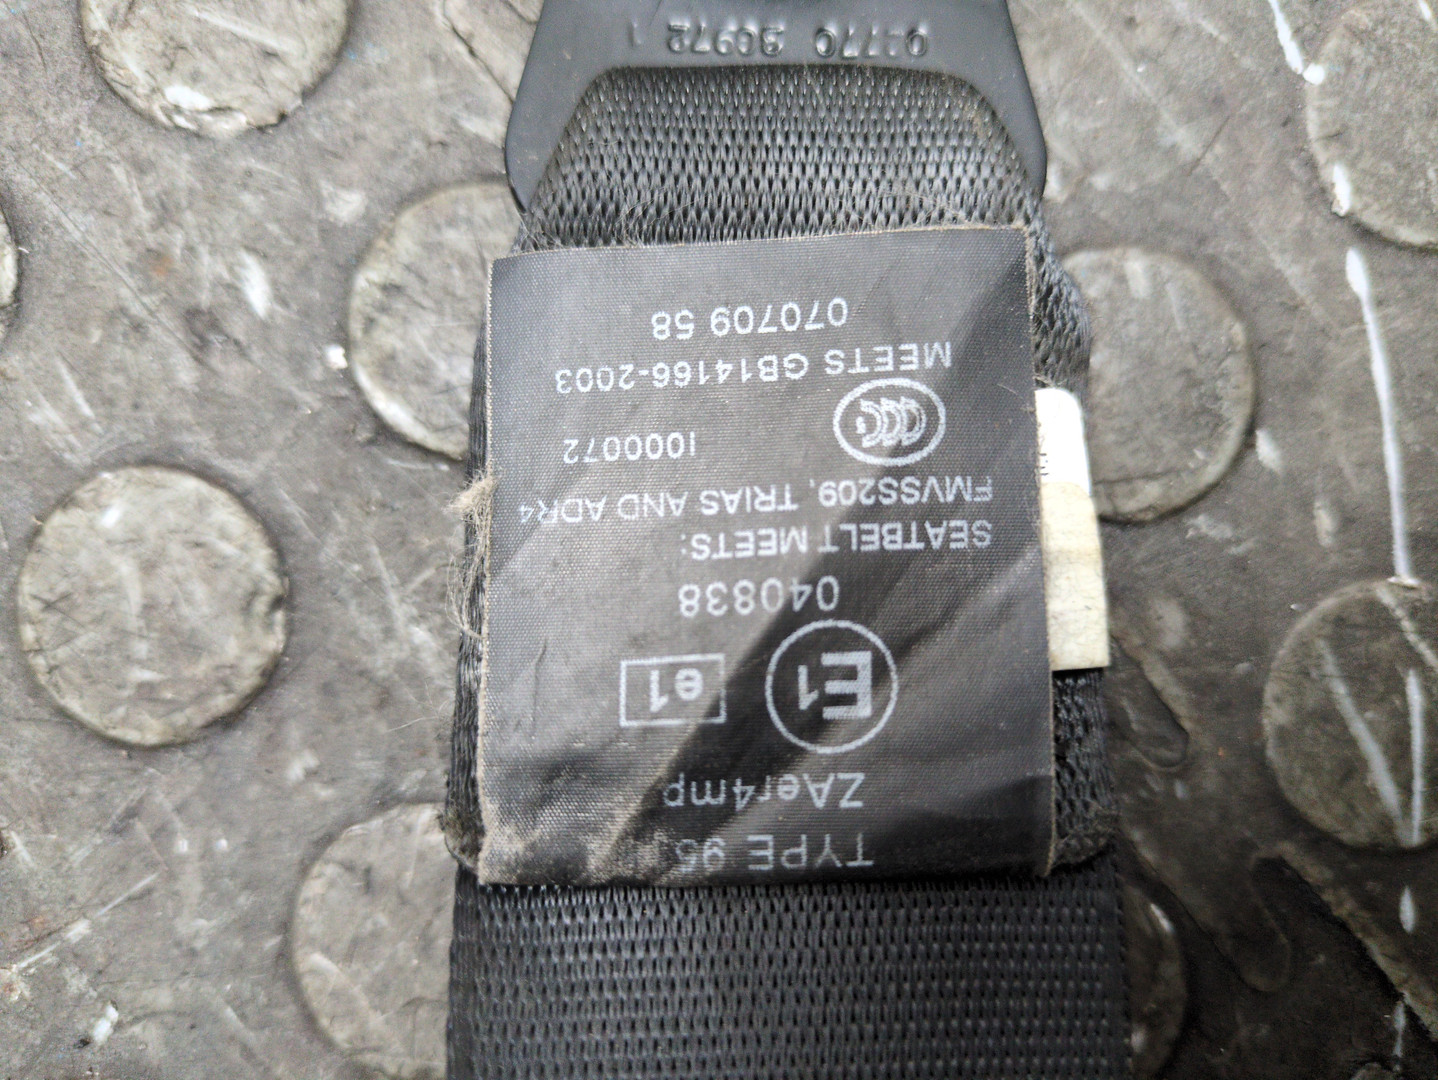 TYPE 95
ZAer4mp
E1 e1
040838
SEATBELT MEETS:
FMVSS209, TRIAS AND ADR4
CCC I000072
MEETS GB14166-2003
070709 58
30972 1